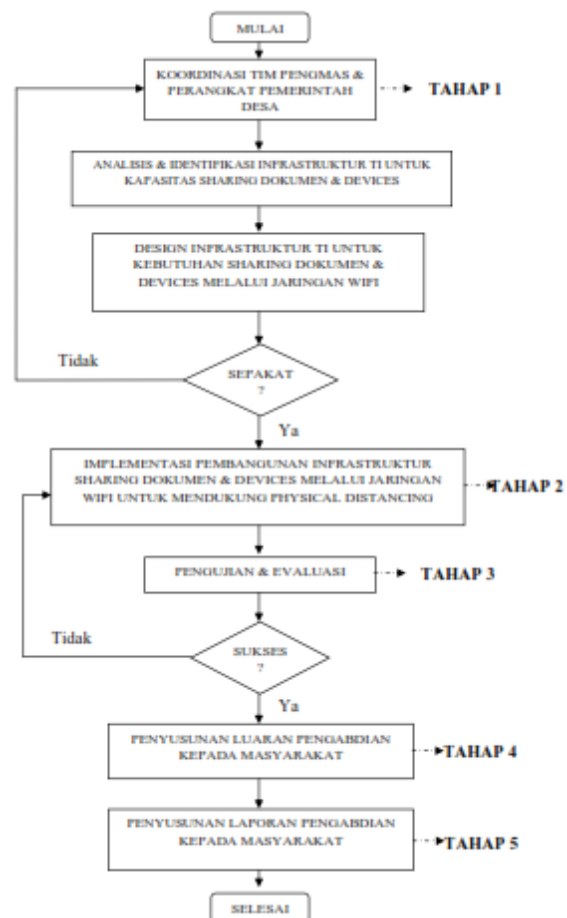 MULAI
KOORDINASI TIM PENGMAS &
PERANGKAT PEMERINTAH
DESA
TAHAP 1
ANALISIS & IDENTIFIKASI INFRASTRUKTUR TI UNTUK
KAPASITAS SHARING DOKUMEN & DEVICES
DESIGN INFRASTRUKTUR TI UNTUK
KEBUTUHAN SHARING DOKUMEN &
DEVICES MELALUI JARINGAN WIFI
Tidak
SEPAKAT
?
Ya
IMPLEMENTASI PEMBANGUNAN INFRASTRUKTUR
SHARING DOKUMEN & DEVICES MELALUI JARINGAN
WIFI UNTUK MENDUKUNG PHYSICAL DISTANCING
TAHAP 2
PENGUJIAN & EVALUASI
TAHAP 3
Tidak
SUKSES
?
Ya
PENYUSUNAN LUARAN PENGABDIAN
KEPADA MASYARAKAT
TAHAP 4
PENYUSUNAN LAPORAN PENGABDIAN
KEPADA MASYARAKAT
TAHAP 5
SELESAI